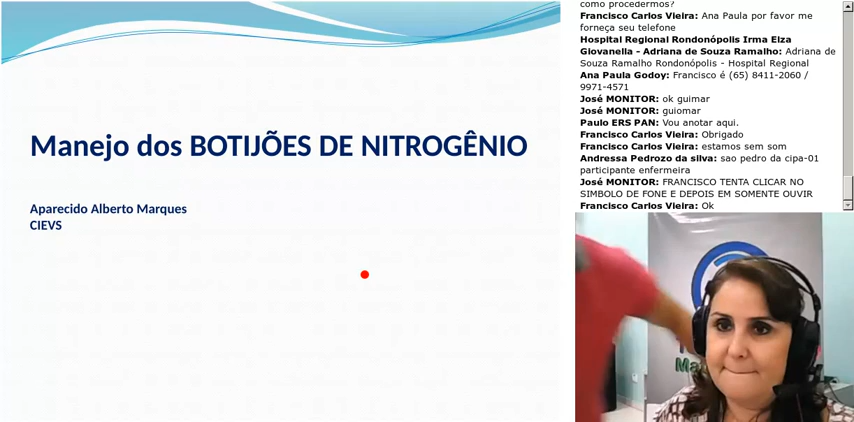 Manejo dos BOTIJÕES DE NITROGÊNIO
Aparecido Alberto Marques
CIEVS
como procedermos?
Francisco Carlos Vieira: Ana Paula por favor me
forneça seu telefone
Hospital Regional Rondonópolis Irma Elza
Giovanella - Adriana de Souza Ramalho: Adriana de
Souza Ramalho Rondonópolis - Hospital Regional
Ana Paula Godoy: Francisco é (65) 8411-2060 /
9971-4571
José MONITOR: ok guimar
José MONITOR: guiomar
Paulo ERS PAN: Vou anotar aqui.
Francisco Carlos Vieira: Obrigado
Francisco Carlos Vieira: estamos sem som
Andressa Pedrozo da silva: sao pedro da cipa-01
participante enfermeira
José MONITOR: FRANCISCO TENTA CLICAR NO
SIMBOLO DE FONE E DEPOIS EM SOMENTE OUVIR
Francisco Carlos Vieira: Ok